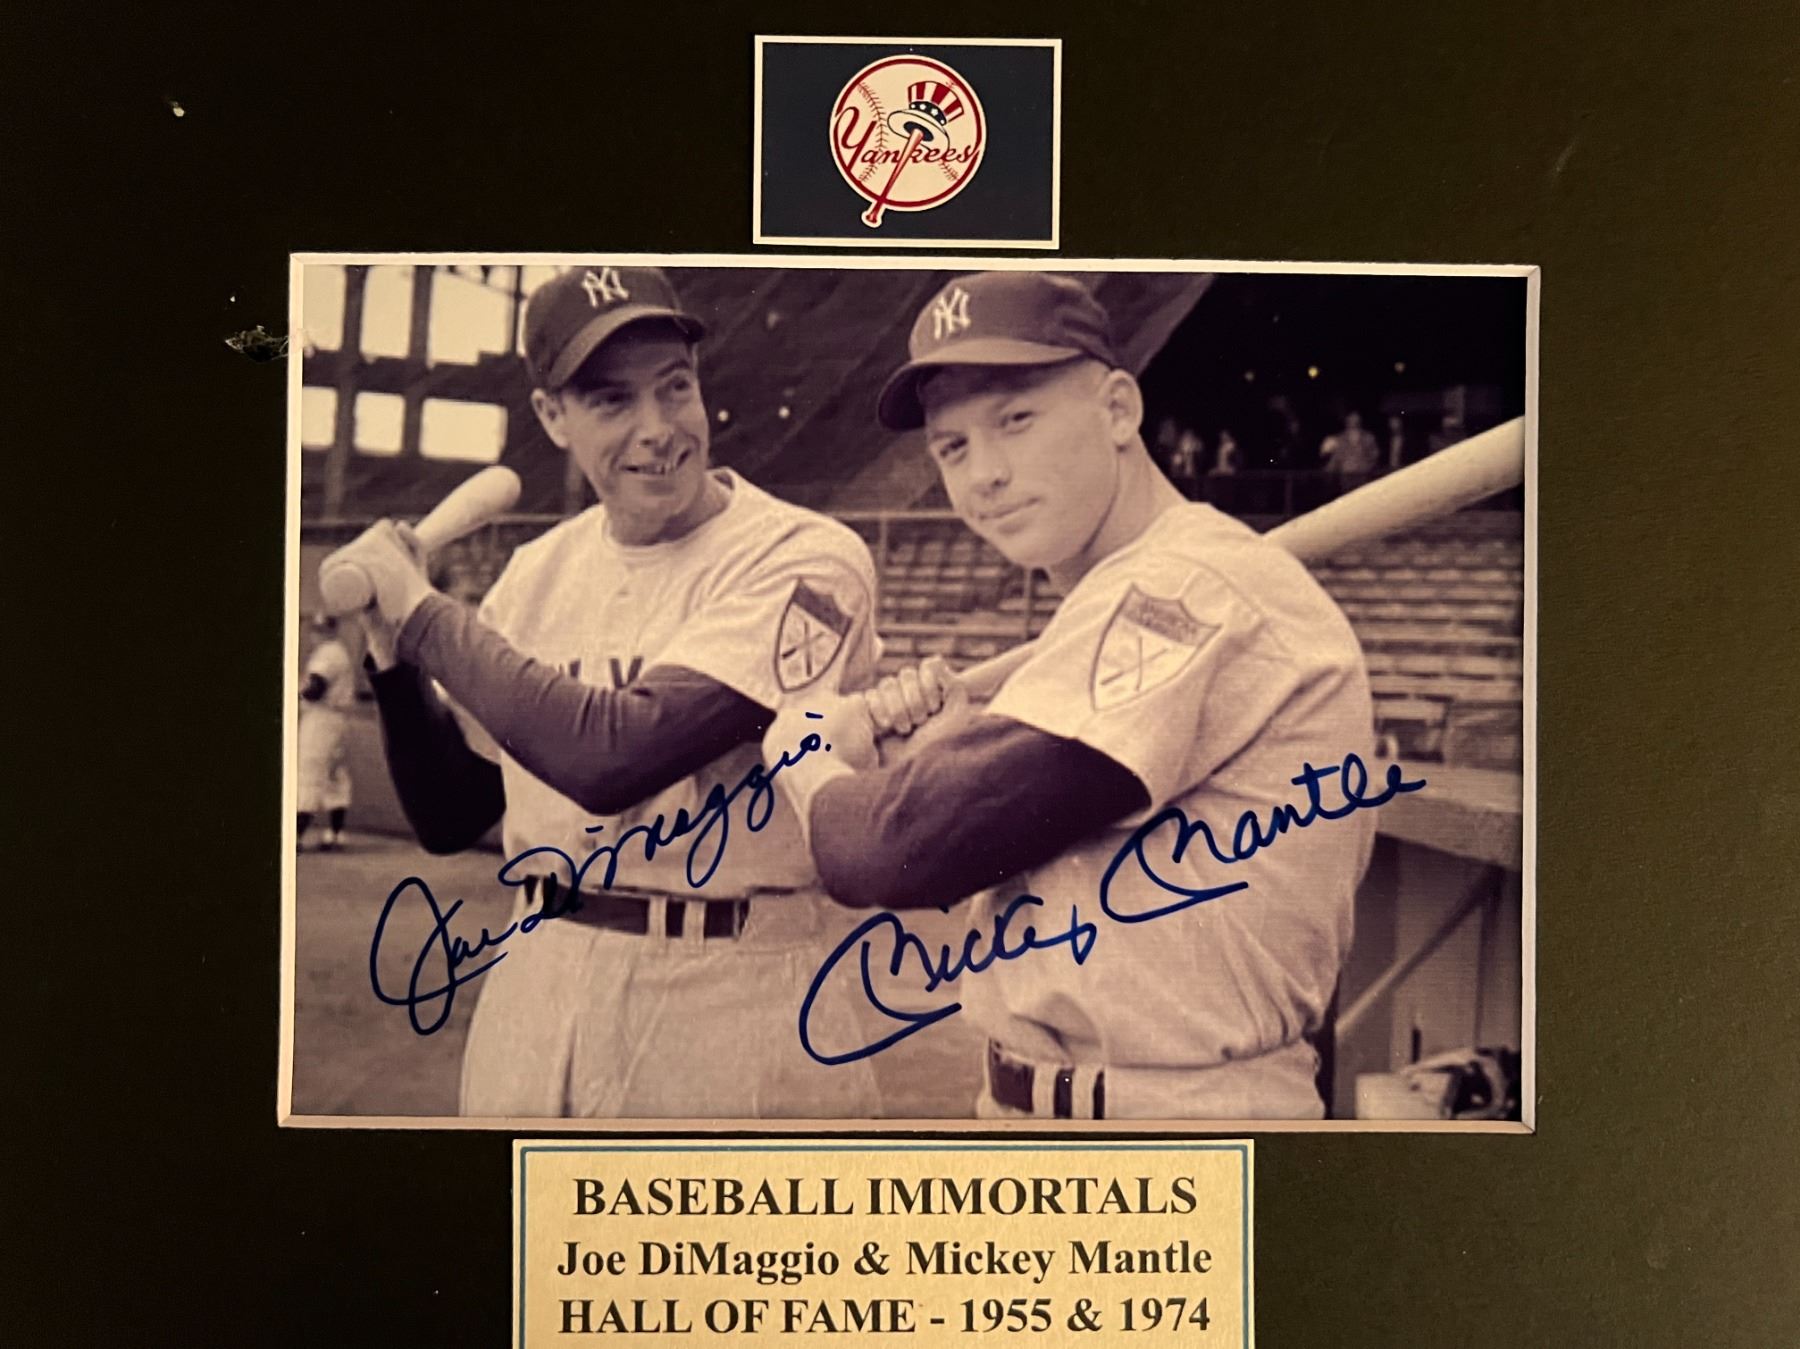 Yankees
NY
NY
Joe DiMaggio
Mickey Mantle
BASEBALL IMMORTALS
Joe DiMaggio & Mickey Mantle
HALL OF FAME - 1955 & 1974